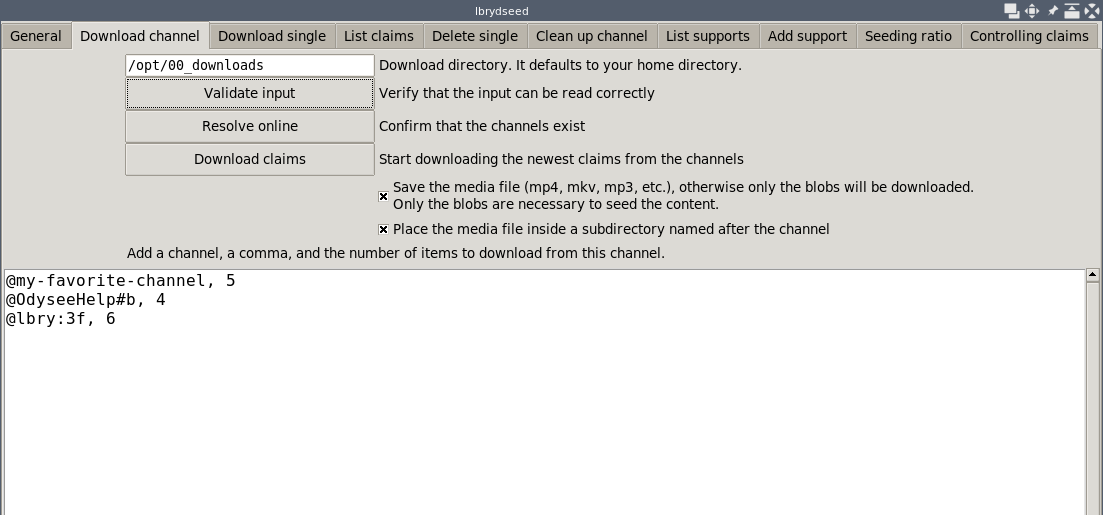 lbrydseed
General Download channel Download single List claims Delete single Clean up channel List supports Add support Seeding ratio Controlling claims
/opt/00_downloads Download directory. It defaults to your home directory.
Validate input Verify that the input can be read correctly
Resolve online Confirm that the channels exist
Download claims Start downloading the newest claims from the channels
Save the media file (mp4, mkv, mp3, etc.), otherwise only the blobs will be downloaded.
Only the blobs are necessary to seed the content.
Place the media file inside a subdirectory named after the channel
Add a channel, a comma, and the number of items to download from this channel.
@my-favorite-channel, 5
@OdyseeHelp#b, 4
@lbry:3f, 6